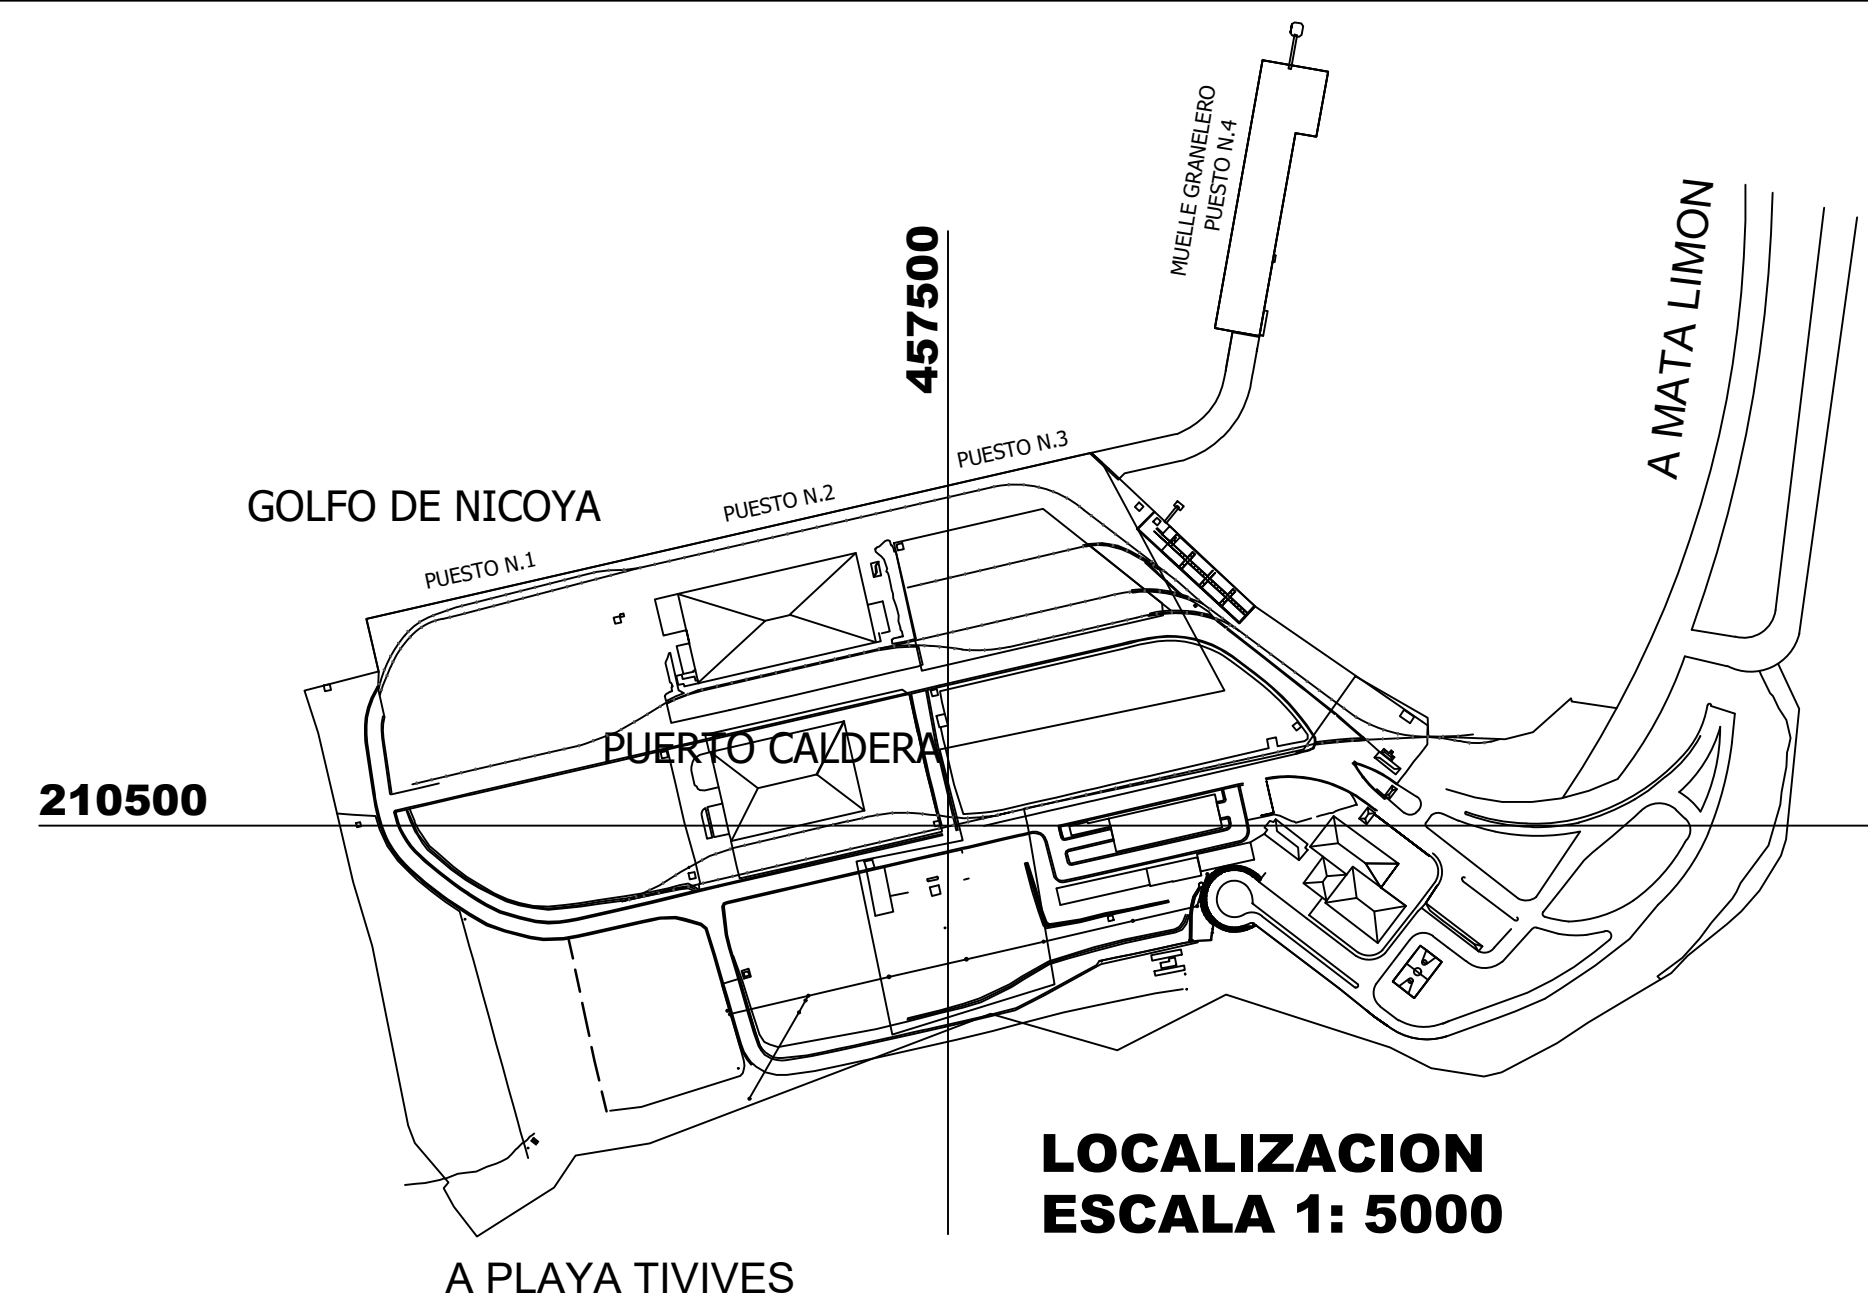 MUELLE GRANELERO
PUESTO N.4
A MATA LIMON
457500
PUESTO N.3
PUESTO N.2
GOLFO DE NICOYA
PUESTO N.1
PUERTO CALDERA
210500
LOCALIZACION
ESCALA 1: 5000
A PLAYA TIVIVES